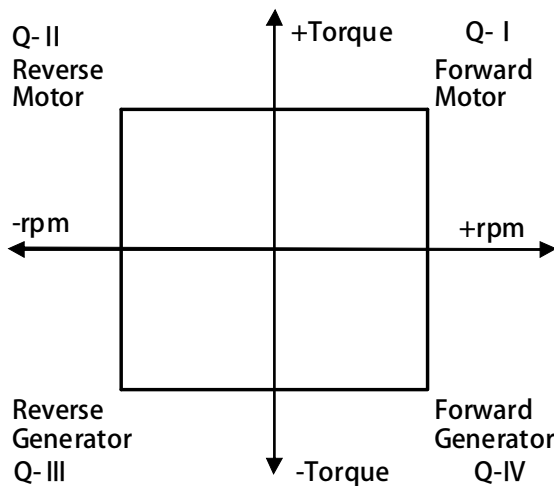 Q- II
Reverse
Motor
+Torque
Q- I
Forward
Motor
-rpm
+rpm
Reverse
Generator
Q- III
-Torque
Forward
Generator
Q-IV